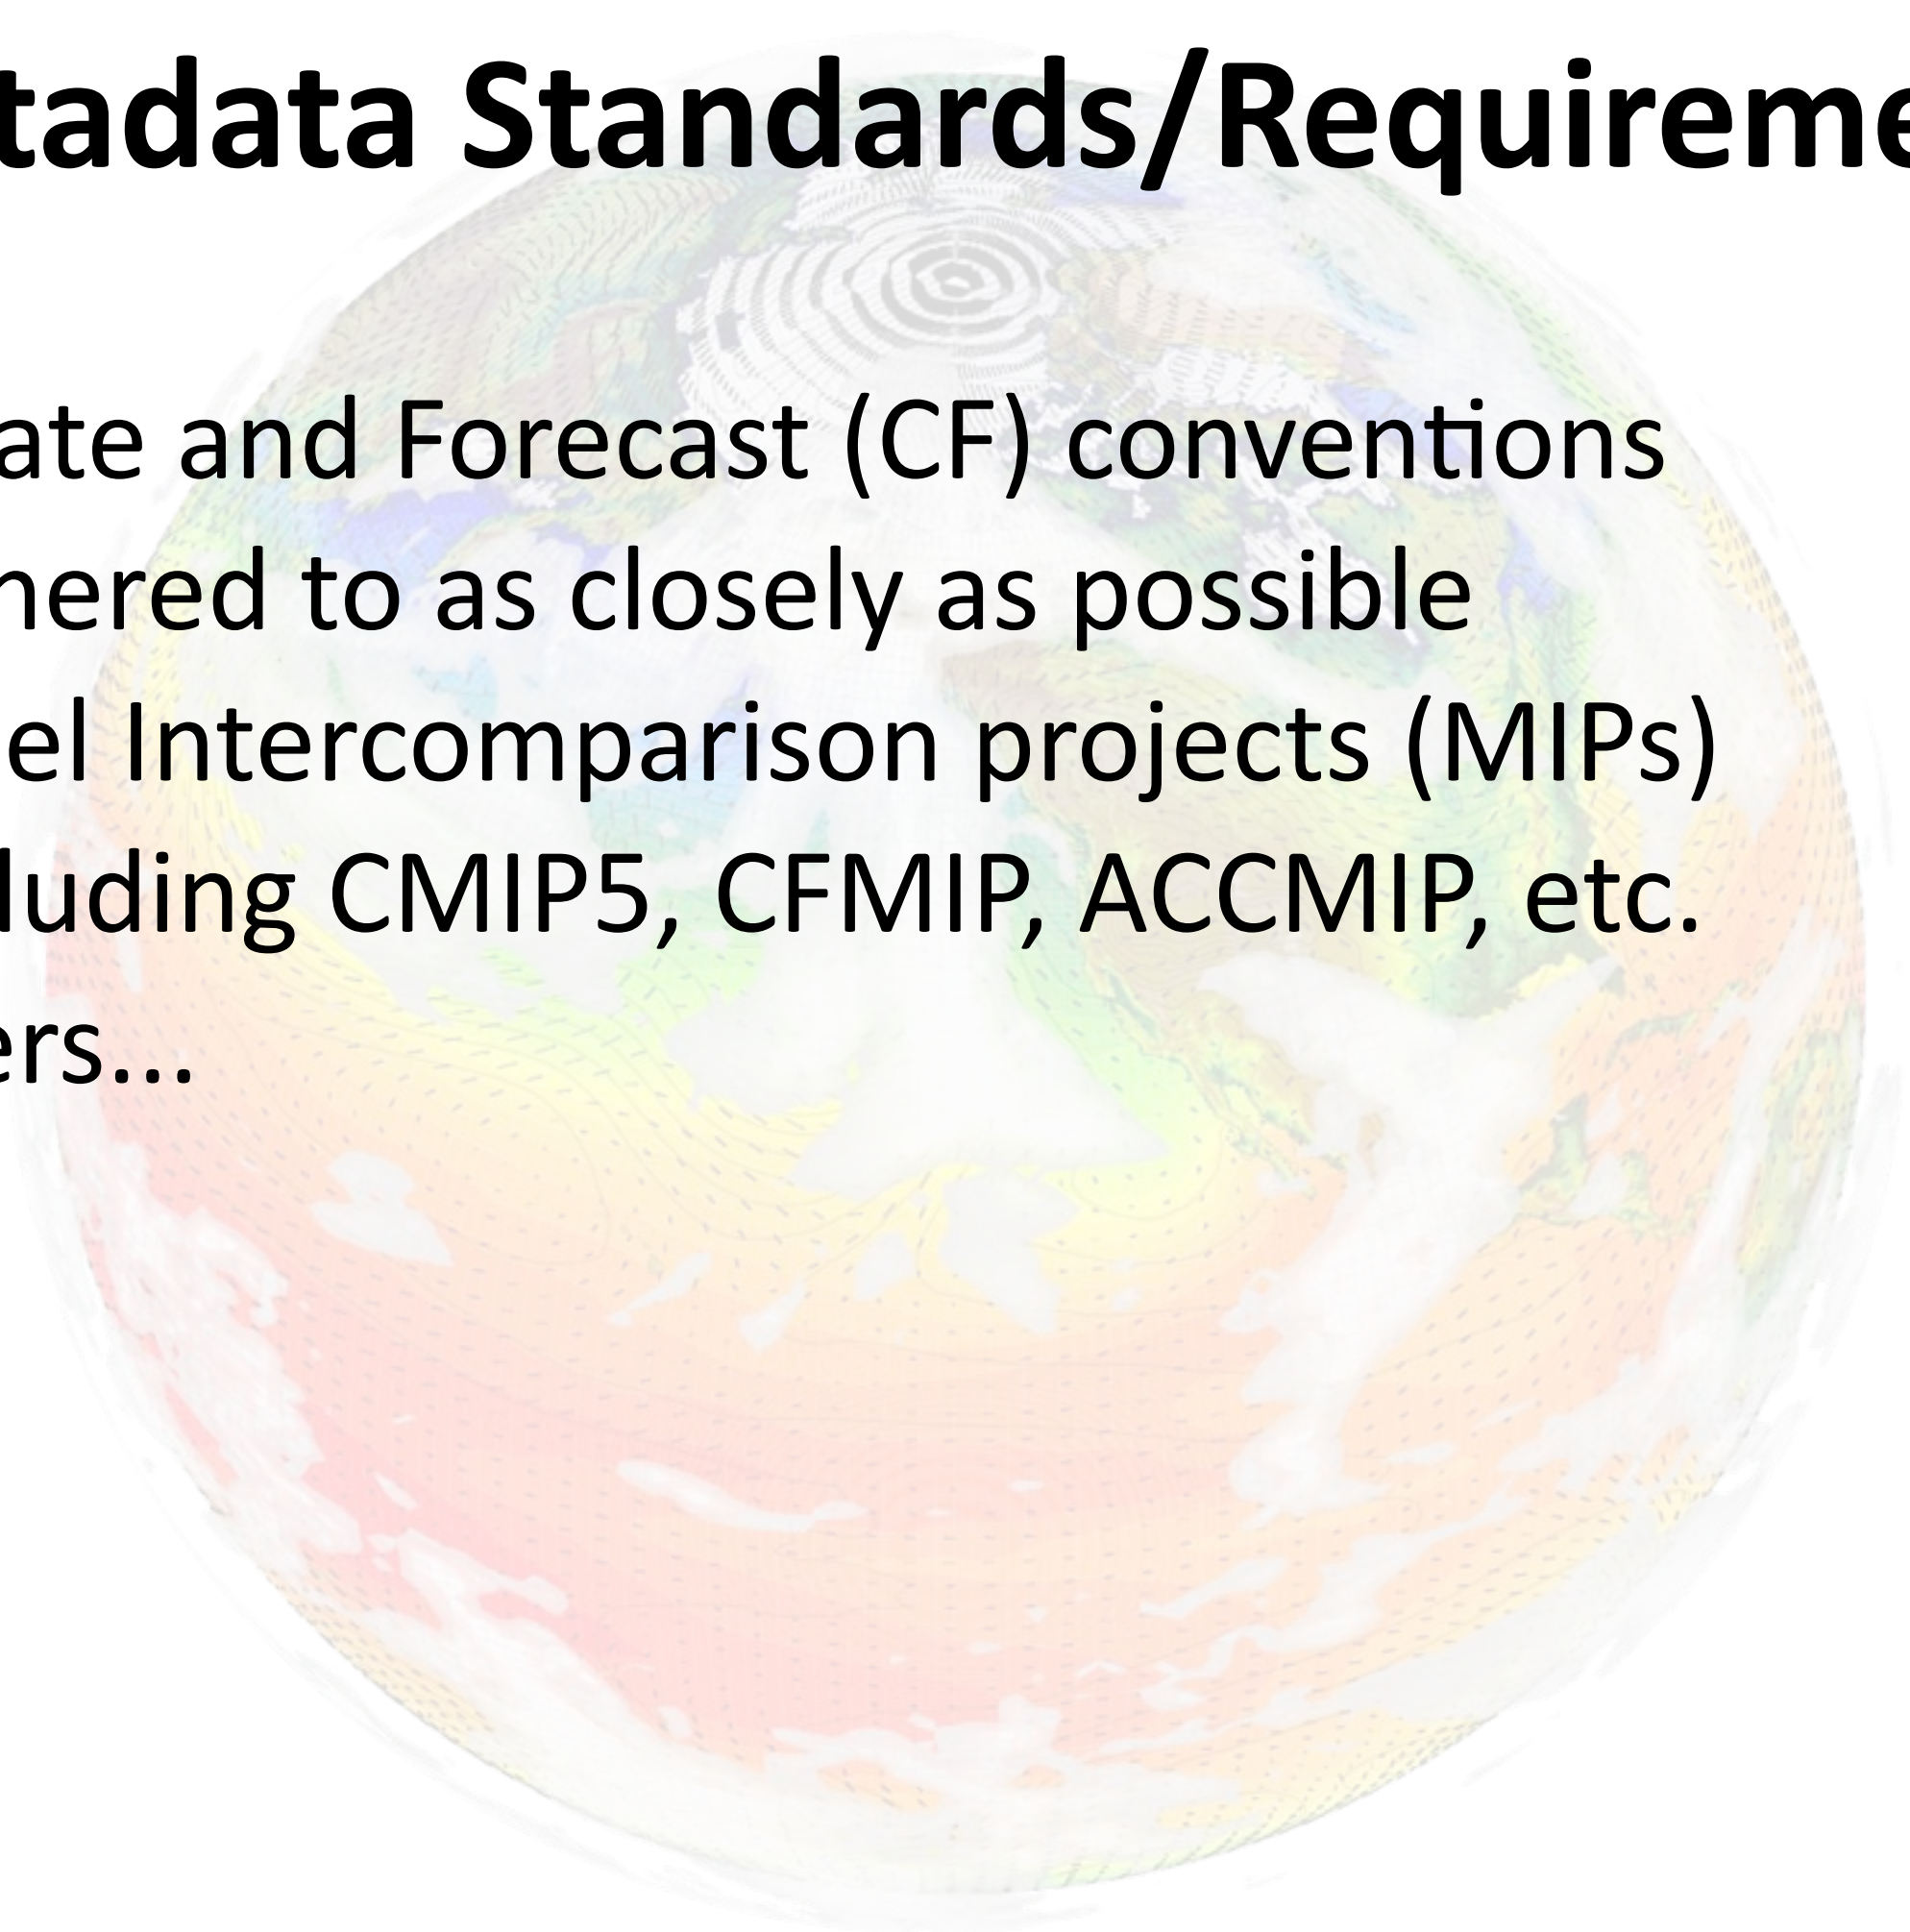 tadata Standards/Requireme
ate and Forecast (CF) conventions
hered to as closely as possible
el Intercomparison projects (MIPs)
luding CMIP5, CFMIP, ACCMIP, etc.
ers...